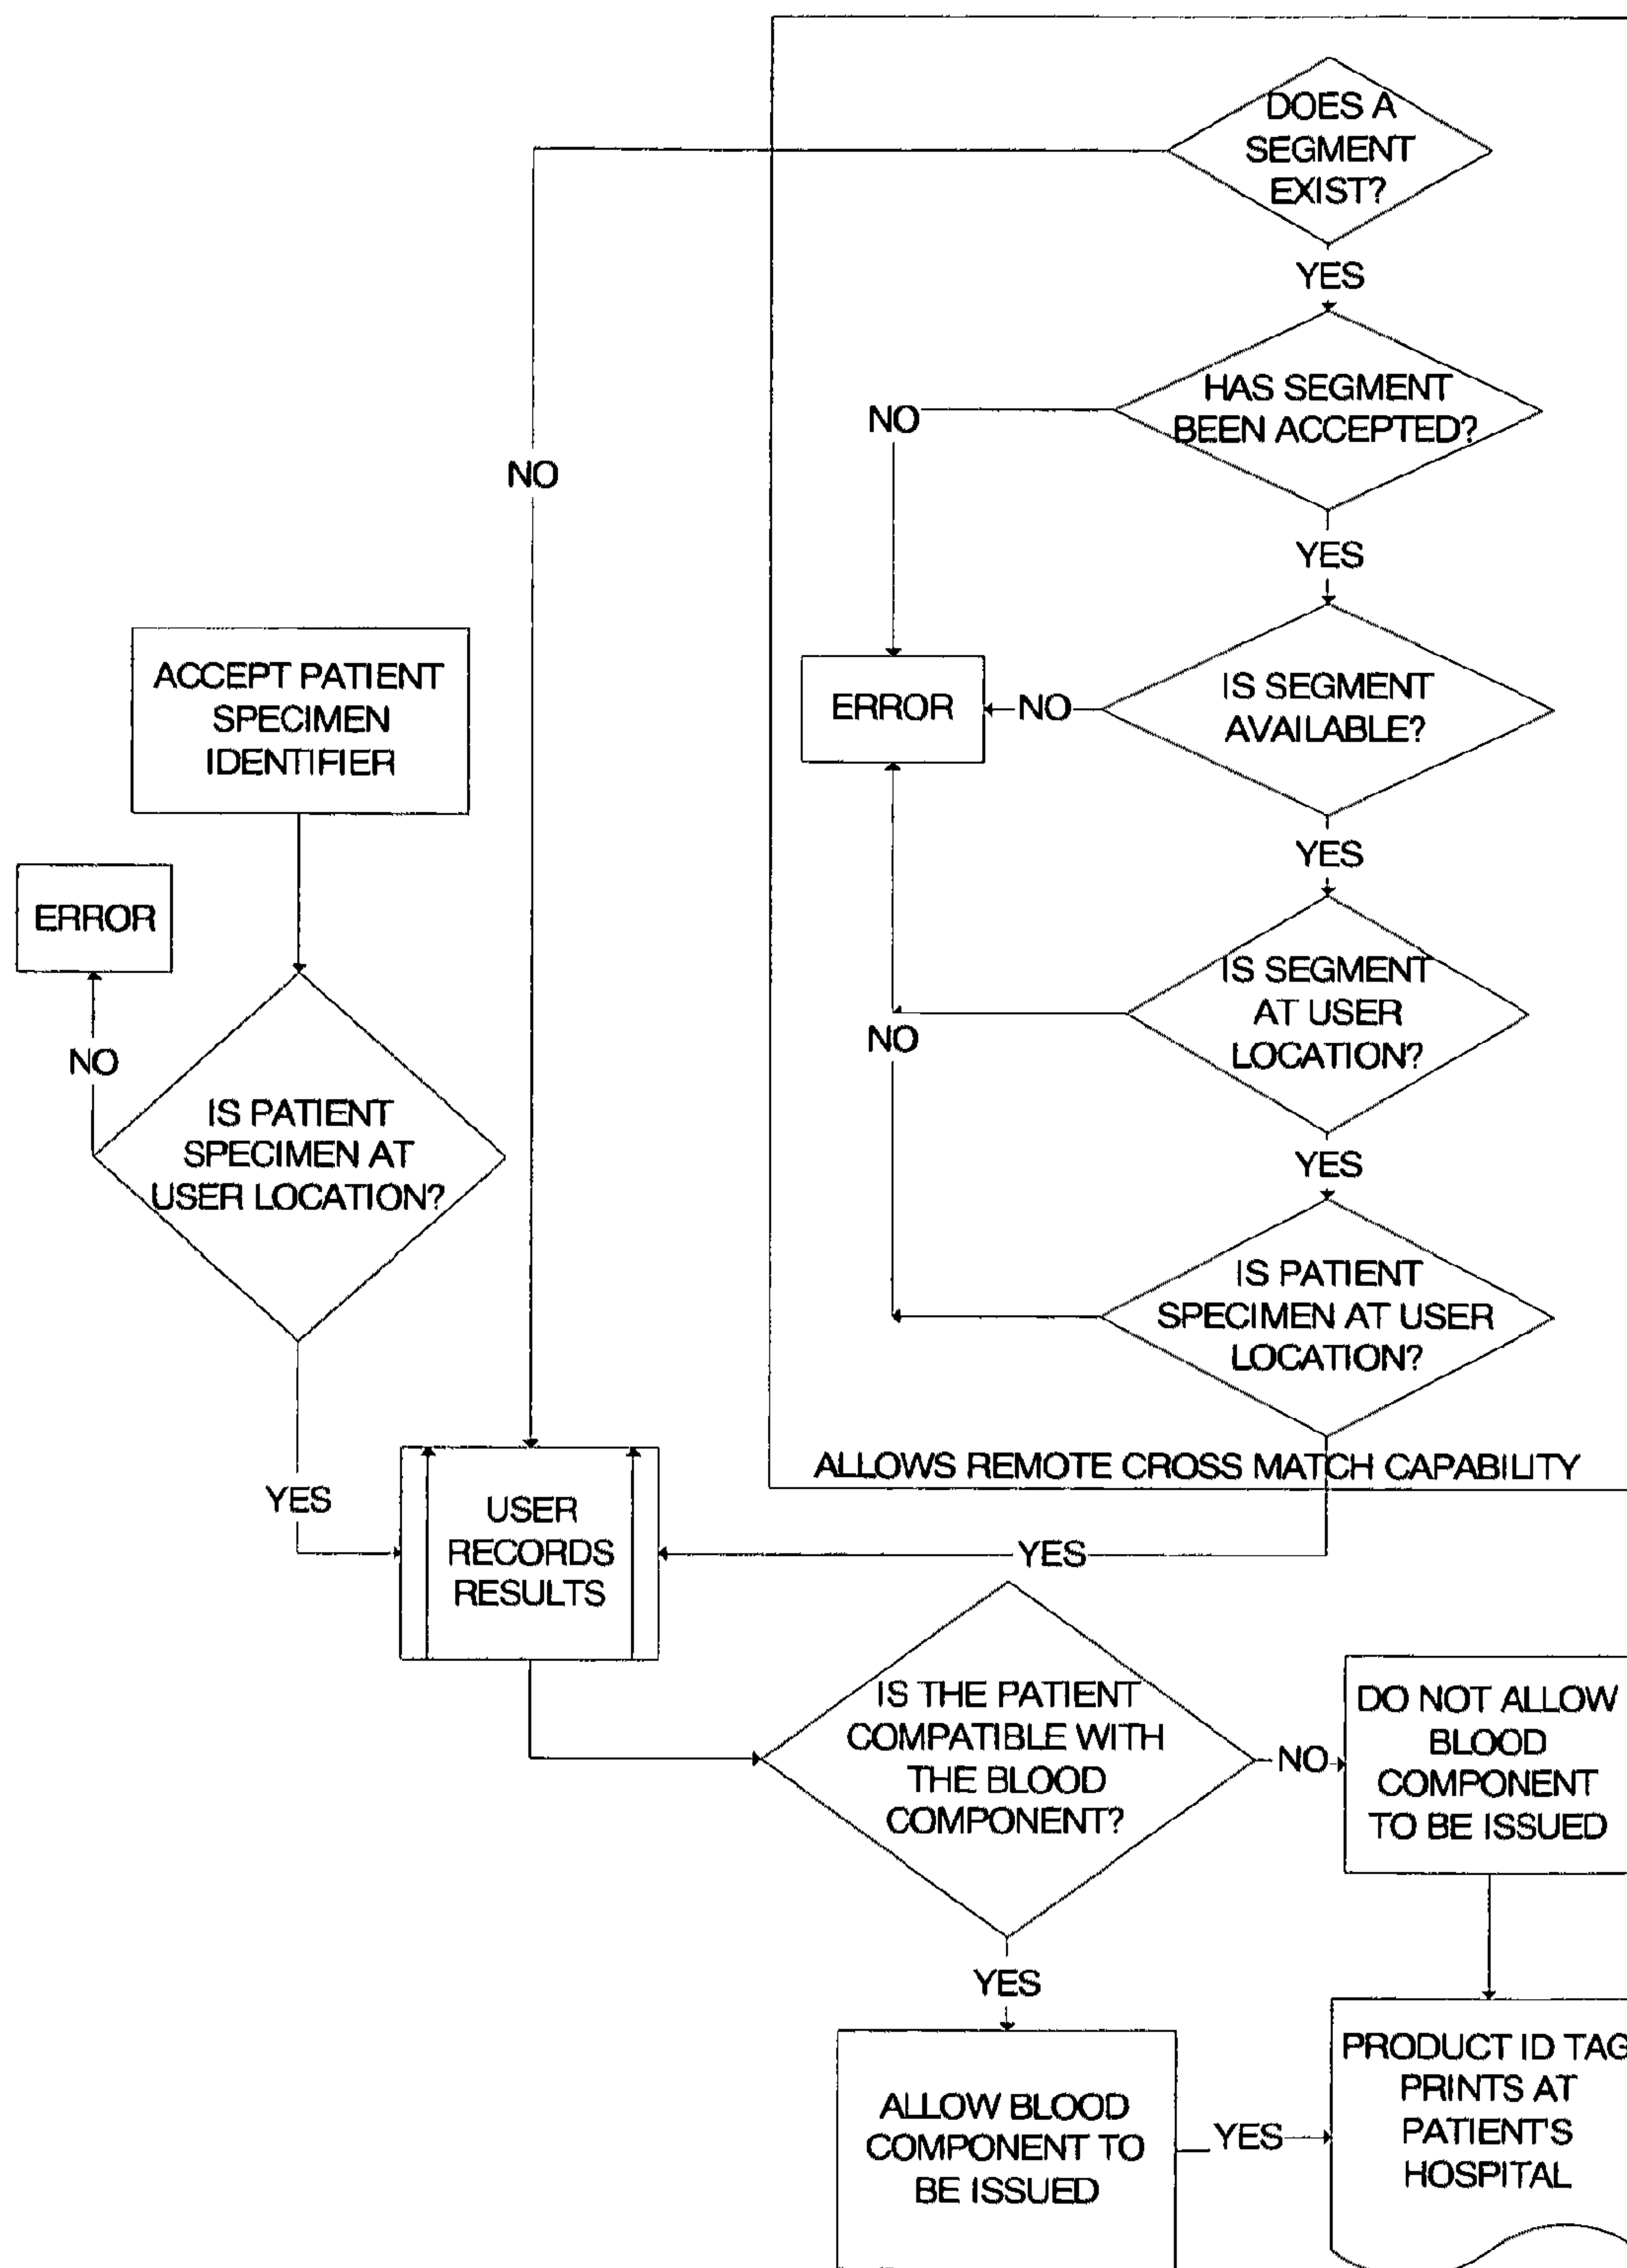 DOES A
SEGMENT
EXIST?
YES
HAS SEGMENT
BEEN ACCEPTED?
NO
NO
YES
ACCEPT PATIENT
SPECIMEN
IDENTIFIER
ERROR
NO
IS SEGMENT
AVAILABLE?
YES
ERROR
NO
IS SEGMENT
AT USER
LOCATION?
NO
IS PATIENT
SPECIMEN AT
USER LOCATION?
YES
IS PATIENT
SPECIMEN AT USER
LOCATION?
ALLOWS REMOTE CROSS MATCH CAPABILITY
YES
USER
RECORDS
RESULTS
YES
IS THE PATIENT
COMPATIBLE WITH
THE BLOOD
COMPONENT?
NO
DO NOT ALLOW
BLOOD
COMPONENT
TO BE ISSUED
YES
ALLOW BLOOD
COMPONENT TO
BE ISSUED
YES
PRODUCT ID TAG
PRINTS AT
PATIENT'S
HOSPITAL